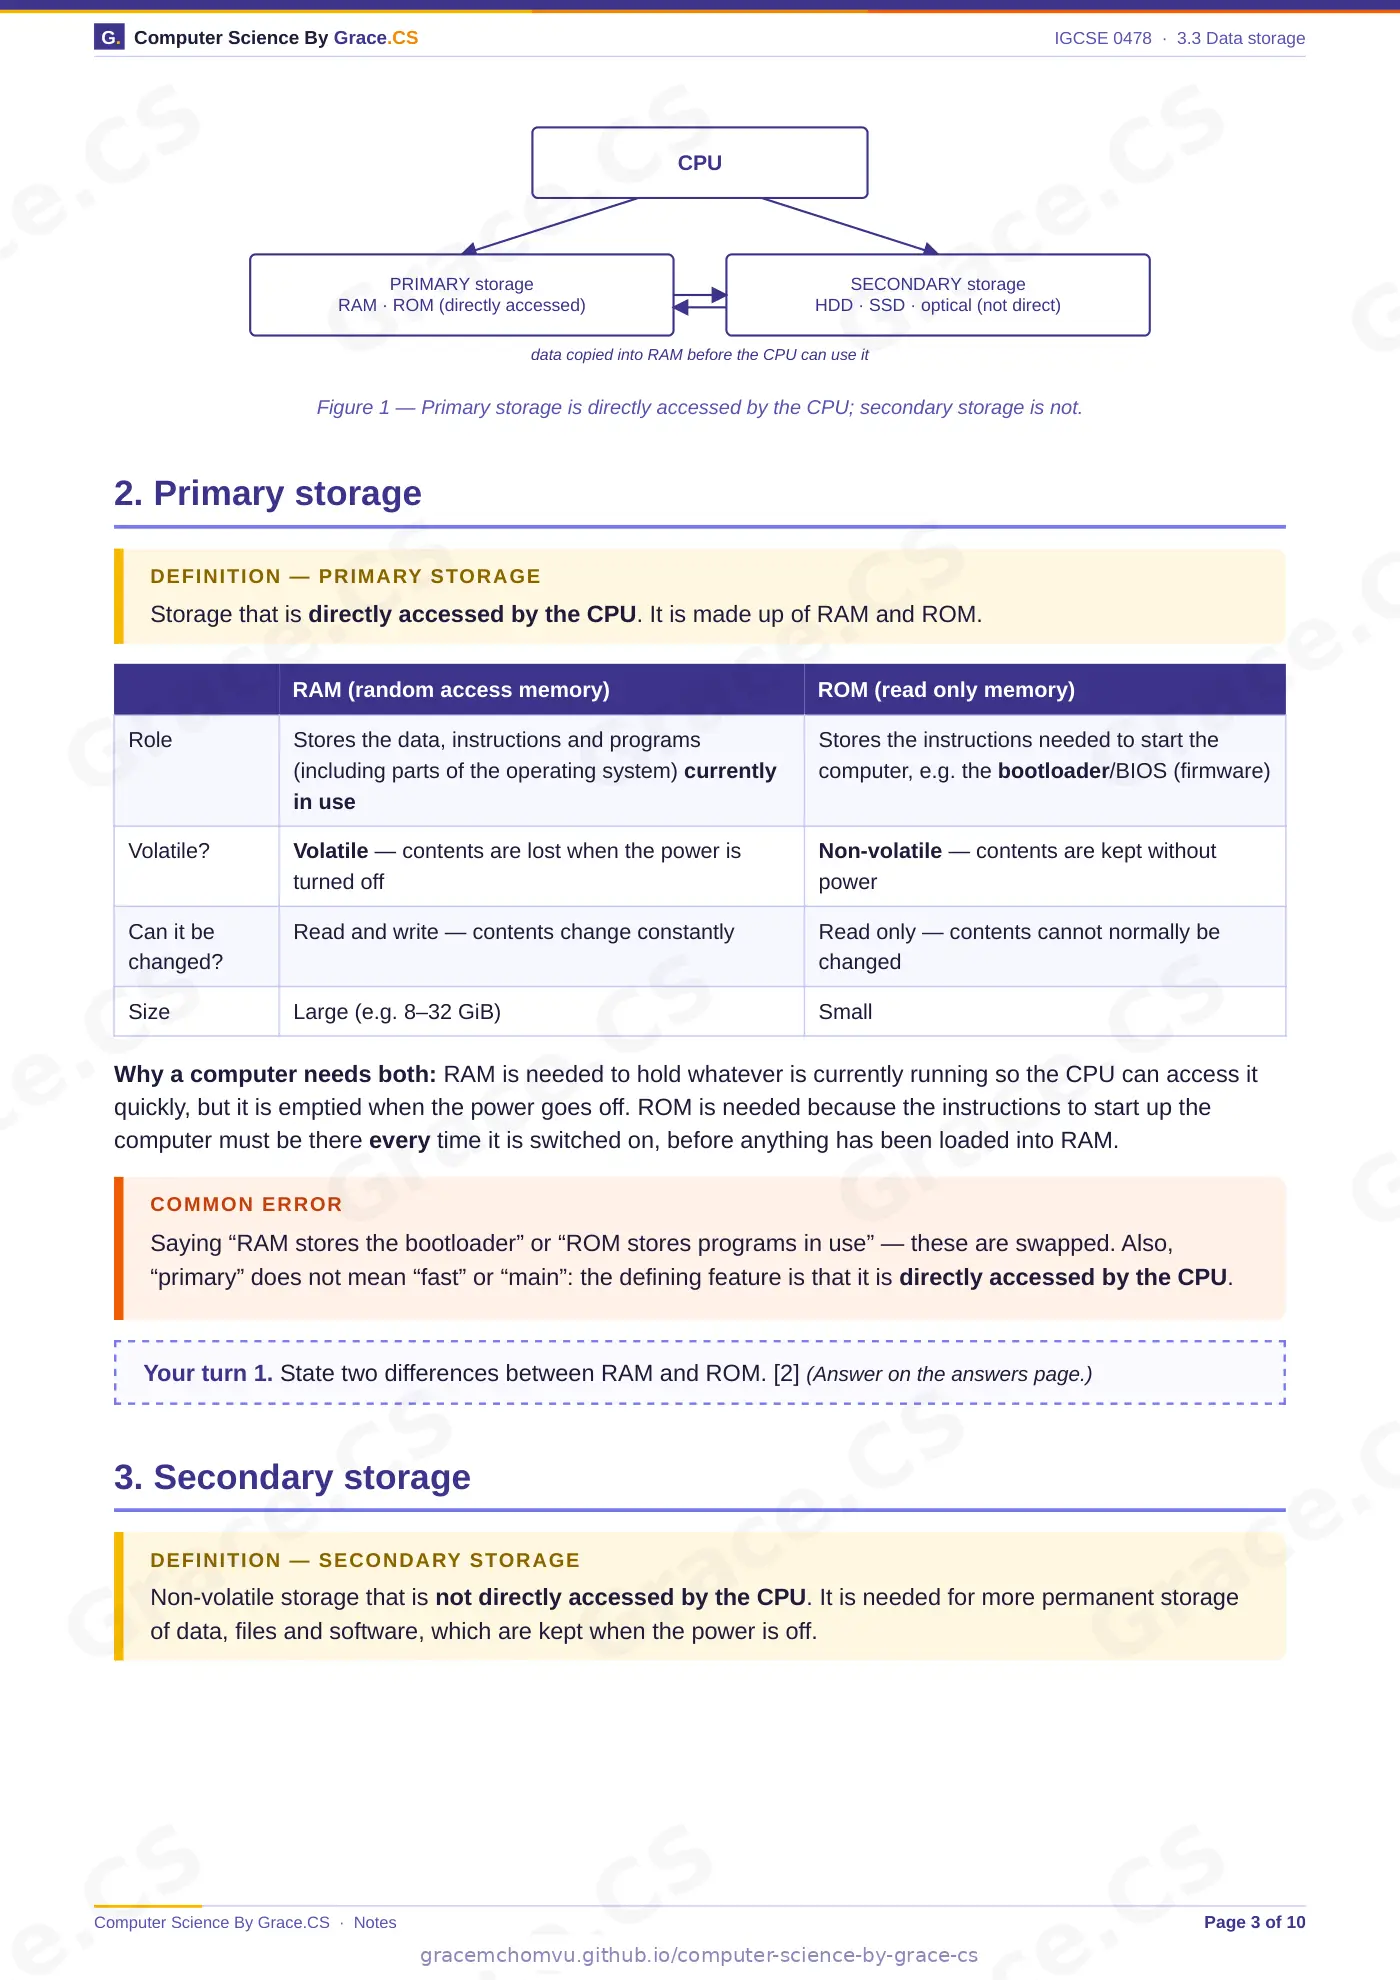 G. Computer Science By Grace.CS
IGCSE 0478 · 3.3 Data storage
CPU
PRIMARY storage
RAM · ROM (directly accessed)
SECONDARY storage
HDD · SSD · optical (not direct)
data copied into RAM before the CPU can use it
Figure 1 — Primary storage is directly accessed by the CPU; secondary storage is not.
2. Primary storage
DEFINITION — PRIMARY STORAGE
Storage that is directly accessed by the CPU. It is made up of RAM and ROM.
RAM (random access memory)
ROM (read only memory)
Role
Stores the data, instructions and programs
(including parts of the operating system) currently
in use
Stores the instructions needed to start the
computer, e.g. the bootloader/BIOS (firmware)
Volatile?
Volatile — contents are lost when the power is
turned off
Non-volatile — contents are kept without
power
Can it be
changed?
Read and write — contents change constantly
Read only — contents cannot normally be
changed
Size
Large (e.g. 8–32 GiB)
Small
Why a computer needs both: RAM is needed to hold whatever is currently running so the CPU can access it
quickly, but it is emptied when the power goes off. ROM is needed because the instructions to start up the
computer must be there every time it is switched on, before anything has been loaded into RAM.
COMMON ERROR
Saying “RAM stores the bootloader” or “ROM stores programs in use” — these are swapped. Also,
“primary” does not mean “fast” or “main”: the defining feature is that it is directly accessed by the CPU.
Your turn 1. State two differences between RAM and ROM. [2] (Answer on the answers page.)
3. Secondary storage
DEFINITION — SECONDARY STORAGE
Non-volatile storage that is not directly accessed by the CPU. It is needed for more permanent storage
of data, files and software, which are kept when the power is off.
Computer Science By Grace.CS · Notes
Page 3 of 10
gracemchomvu.github.io/computer-science-by-grace-cs